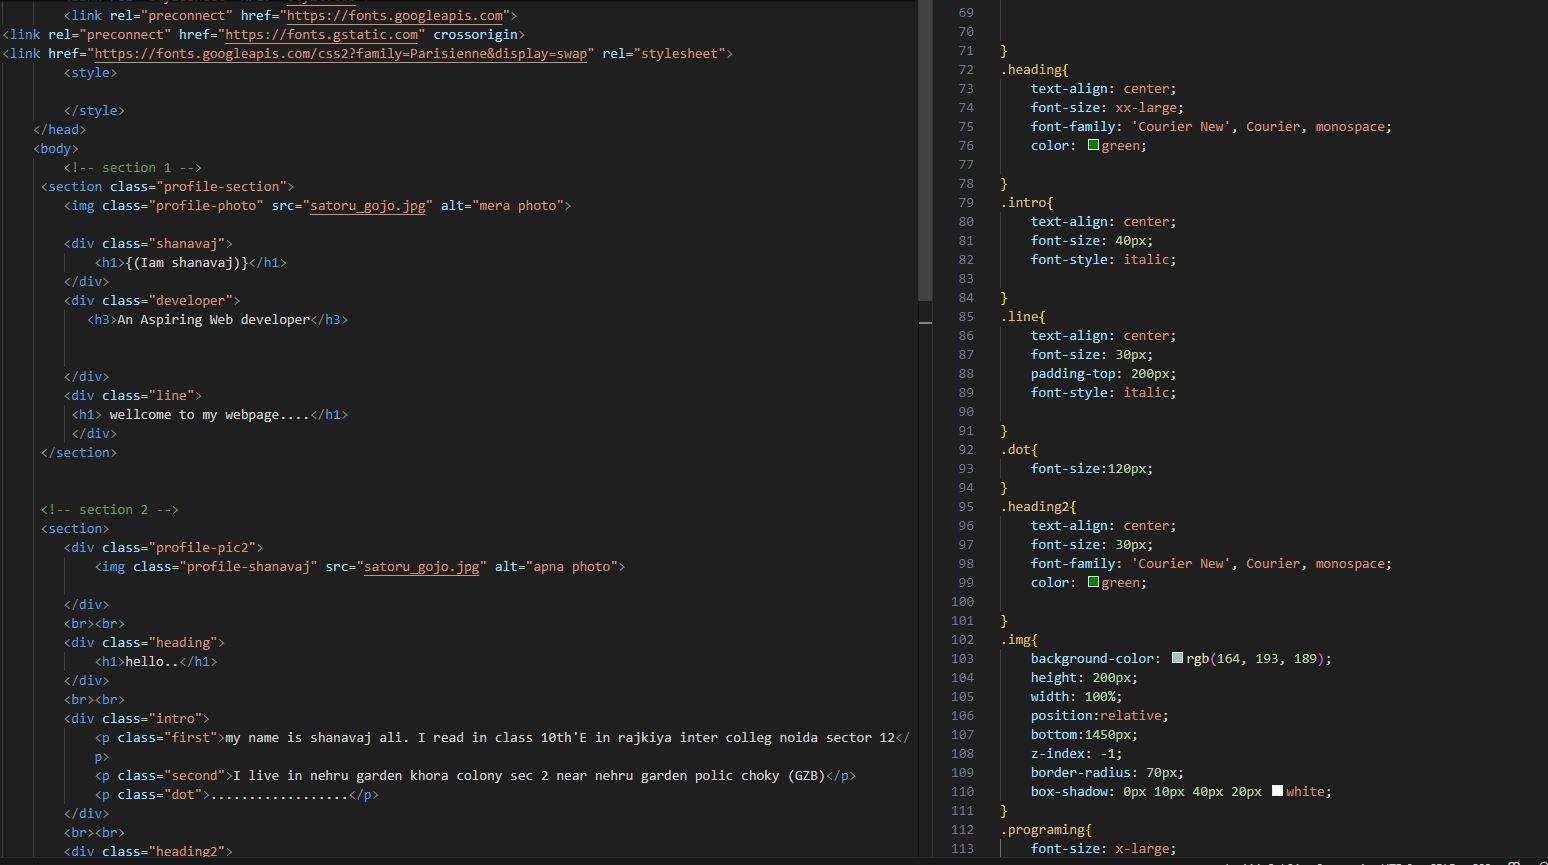 <link rel="preconnect" href="https://fonts.googleapis.com">
<link rel="preconnect" href="https://fonts.gstatic.com" crossorigin>
<link href="https://fonts.googleapis.com/css2?family=Parisienne&display=swap" rel="stylesheet">
<style>
</style>
</head>
<body>
<!-- section 1 -->
<section class="profile-section">
<img class="profile-photo" src="satoru_gojo.jpg" alt="mera photo">
<div class="shanavaj">
<h1>{(Iam shanavaj)}</h1>
</div>
<div class="developer">
<h3>An Aspiring Web developer</h3>
</div>
<div class="line">
<h1> wellcome to my webpage....</h1>
</div>
</section>
<!-- section 2 -->
<section>
<div class="profile-pic2">
<img class="profile-shanavaj" src="satoru_gojo.jpg" alt="apna photo">
</div>
<br><br>
<div class="heading">
<h1>hello..</h1>
</div>
<br><br>
<div class="intro">
<p class="first">my name is shanavaj ali. I read in class 10th'E in rajkiya inter colleg noida sector 12</
p>
<p class="second">I live in nehru garden khora colony sec 2 near nehru garden polic choky (GZB)</p>
<p class="dot">..................</p>
</div>
<br><br>
<div class="heading2">
69
70
71 }
72 .heading{
73 text-align: center;
74 font-size: xx-large;
75 font-family: 'Courier New', Courier, monospace;
76 color: green;
77
78 }
79 .intro{
80 text-align: center;
81 font-size: 40px;
82 font-style: italic;
83
84 }
85 .line{
86 text-align: center;
87 font-size: 30px;
88 padding-top: 200px;
89 font-style: italic;
90
91 }
92 .dot{
93 font-size:120px;
94 }
95 .heading2{
96 text-align: center;
97 font-size: 30px;
98 font-family: 'Courier New', Courier, monospace;
99 color: green;
100
101 }
102 .img{
103 background-color: rgb(164, 193, 189);
104 height: 200px;
105 width: 100%;
106 position:relative;
107 bottom:1450px;
108 z-index: -1;
109 border-radius: 70px;
110 box-shadow: 0px 10px 40px 20px white;
111 }
112 .programing{
113 font-size: x-large;